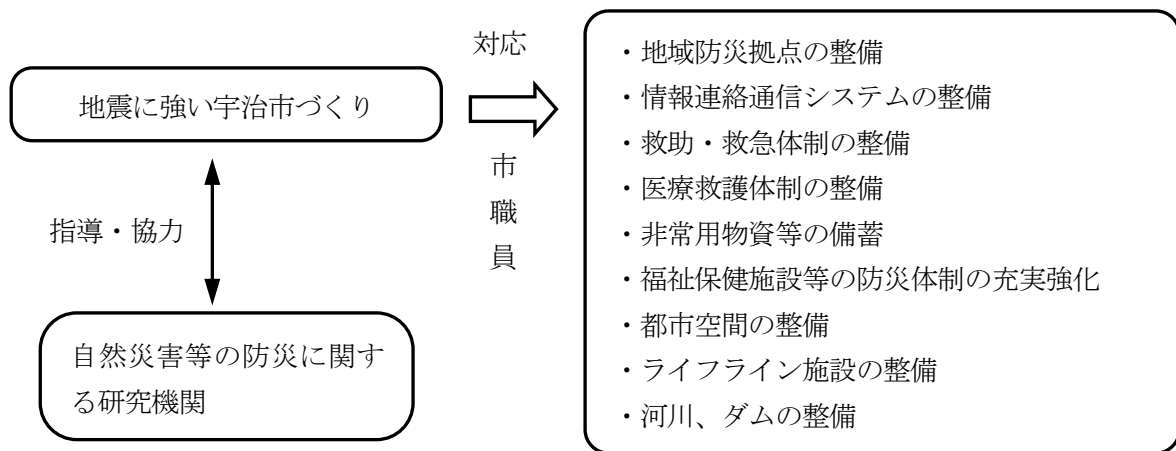 地震に強い宇治市づくり
指導・協力
自然災害等の防災に関す
る研究機関
対応
市
職
員
・地域防災拠点の整備
・情報連絡通信システムの整備
・救助・救急体制の整備
・医療救護体制の整備
・非常用物資等の備蓄
・福祉保健施設等の防災体制の充実強化
・都市空間の整備
・ライフライン施設の整備
・河川、ダムの整備